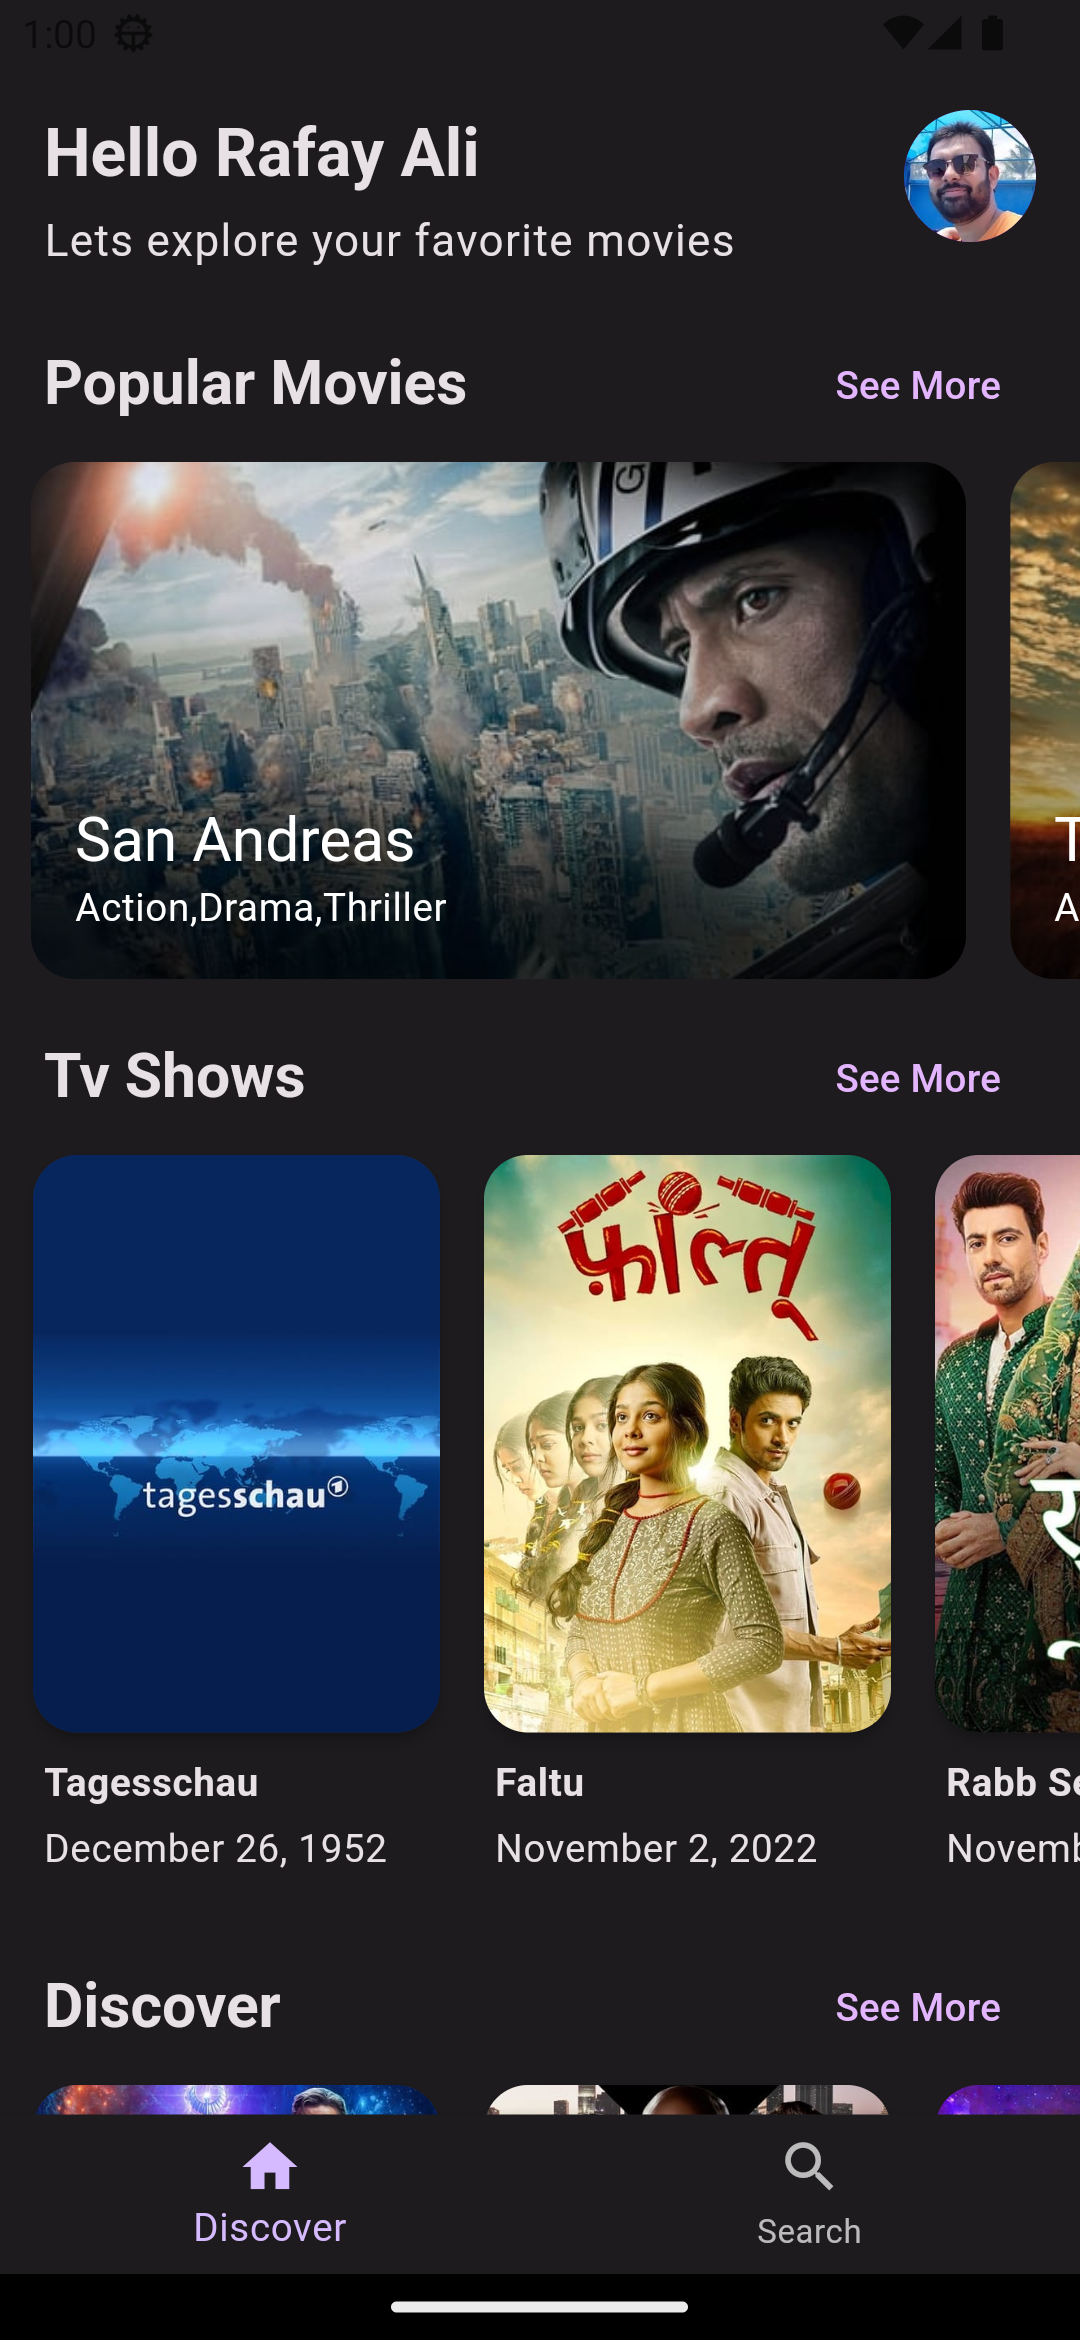 1:00
Hello Rafay Ali
Lets explore your favorite movies
Popular Movies
See More
G
San Andreas
Action,Drama,Thriller
T
A
Tv Shows
See More
tagesschau
फ़ालतू
Tagesschau
December 26, 1952
Faltu
November 2, 2022
Rabb Se
Novemb
Discover
See More
Discover
Search